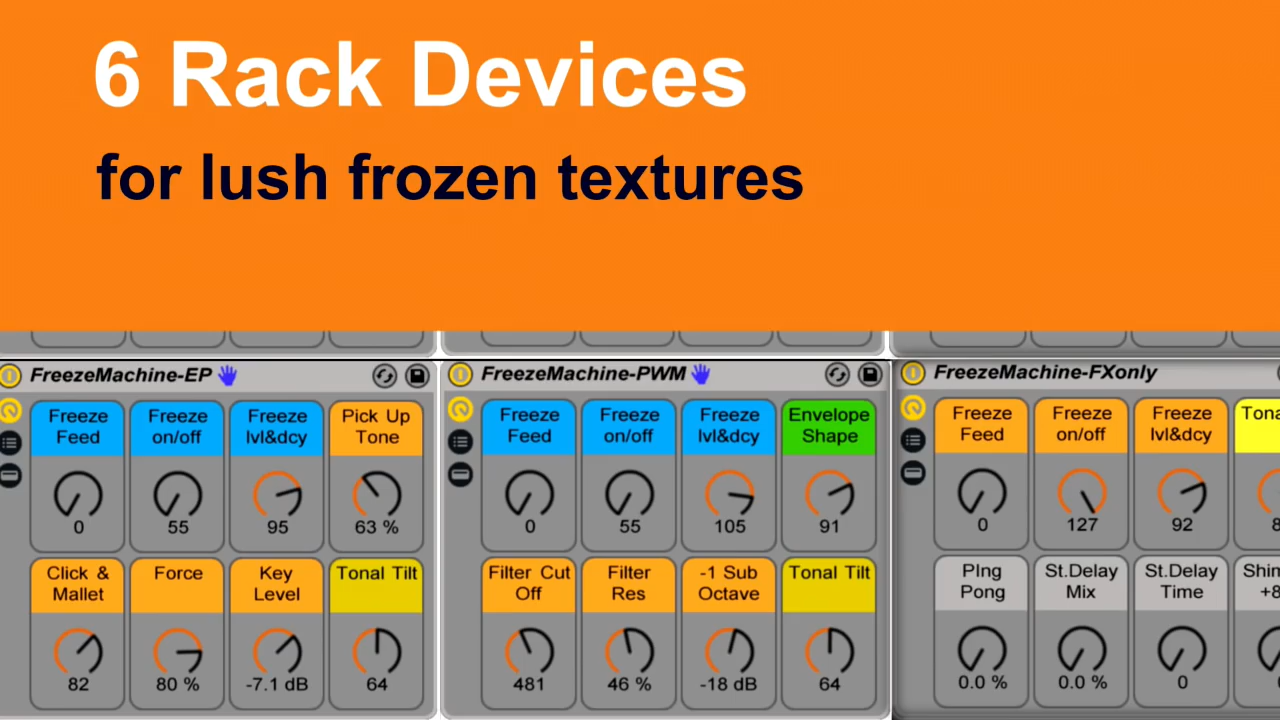 6 Rack Devices
for lush frozen textures
FreezeMachine-EP
Freeze Feed
Freeze on/off
Freeze lvl&dcy
Pick Up Tone
0
55
95
63 %
Click & Mallet
Force
Key Level
Tonal Tilt
82
80 %
-7.1 dB
64
FreezeMachine-PWM
Freeze Feed
Freeze on/off
Freeze lvl&dcy
Envelope Shape
0
55
105
91
Filter Cut Off
Filter Res
-1 Sub Octave
Tonal Tilt
481
46 %
-18 dB
64
FreezeMachine-FXonly
Freeze Feed
Freeze on/off
Freeze lvl&dcy
Tona
0
127
92
8
PIng Pong
St.Delay Mix
St.Delay Time
Shim +8
0.0 %
0.0 %
0